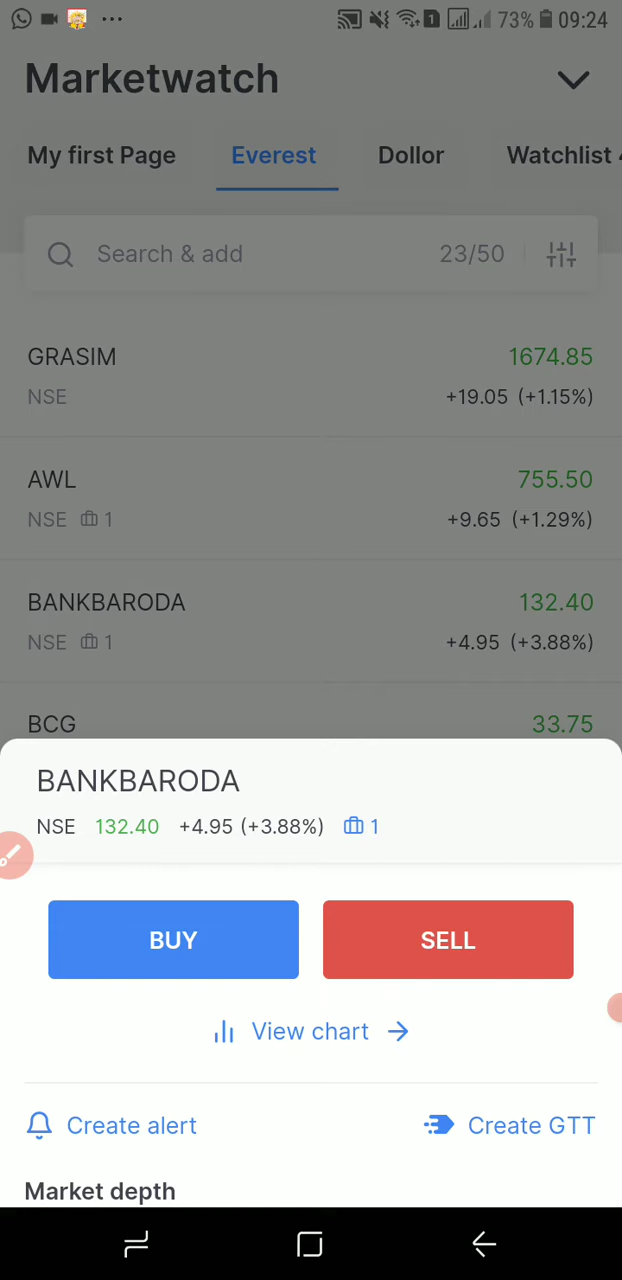 1 73% 09:24
Marketwatch
My first Page Everest Dollor Watchlist
Search & add 23/50
GRASIM 1674.85
NSE +19.05 (+1.15%)
AWL 755.50
NSE 1 +9.65 (+1.29%)
BANKBARODA 132.40
NSE 1 +4.95 (+3.88%)
BCG 33.75
BANKBARODA
NSE 132.40 +4.95 (+3.88%) 1
BUY SELL
View chart
Create alert Create GTT
Market depth